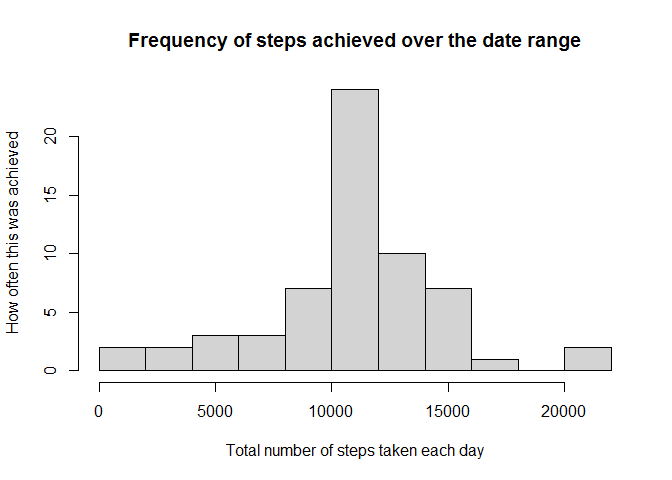 Frequency of steps achieved over the date range
How often this was achieved
20
15
10
5
0
0 5000 10000 15000 20000
Total number of steps taken each day